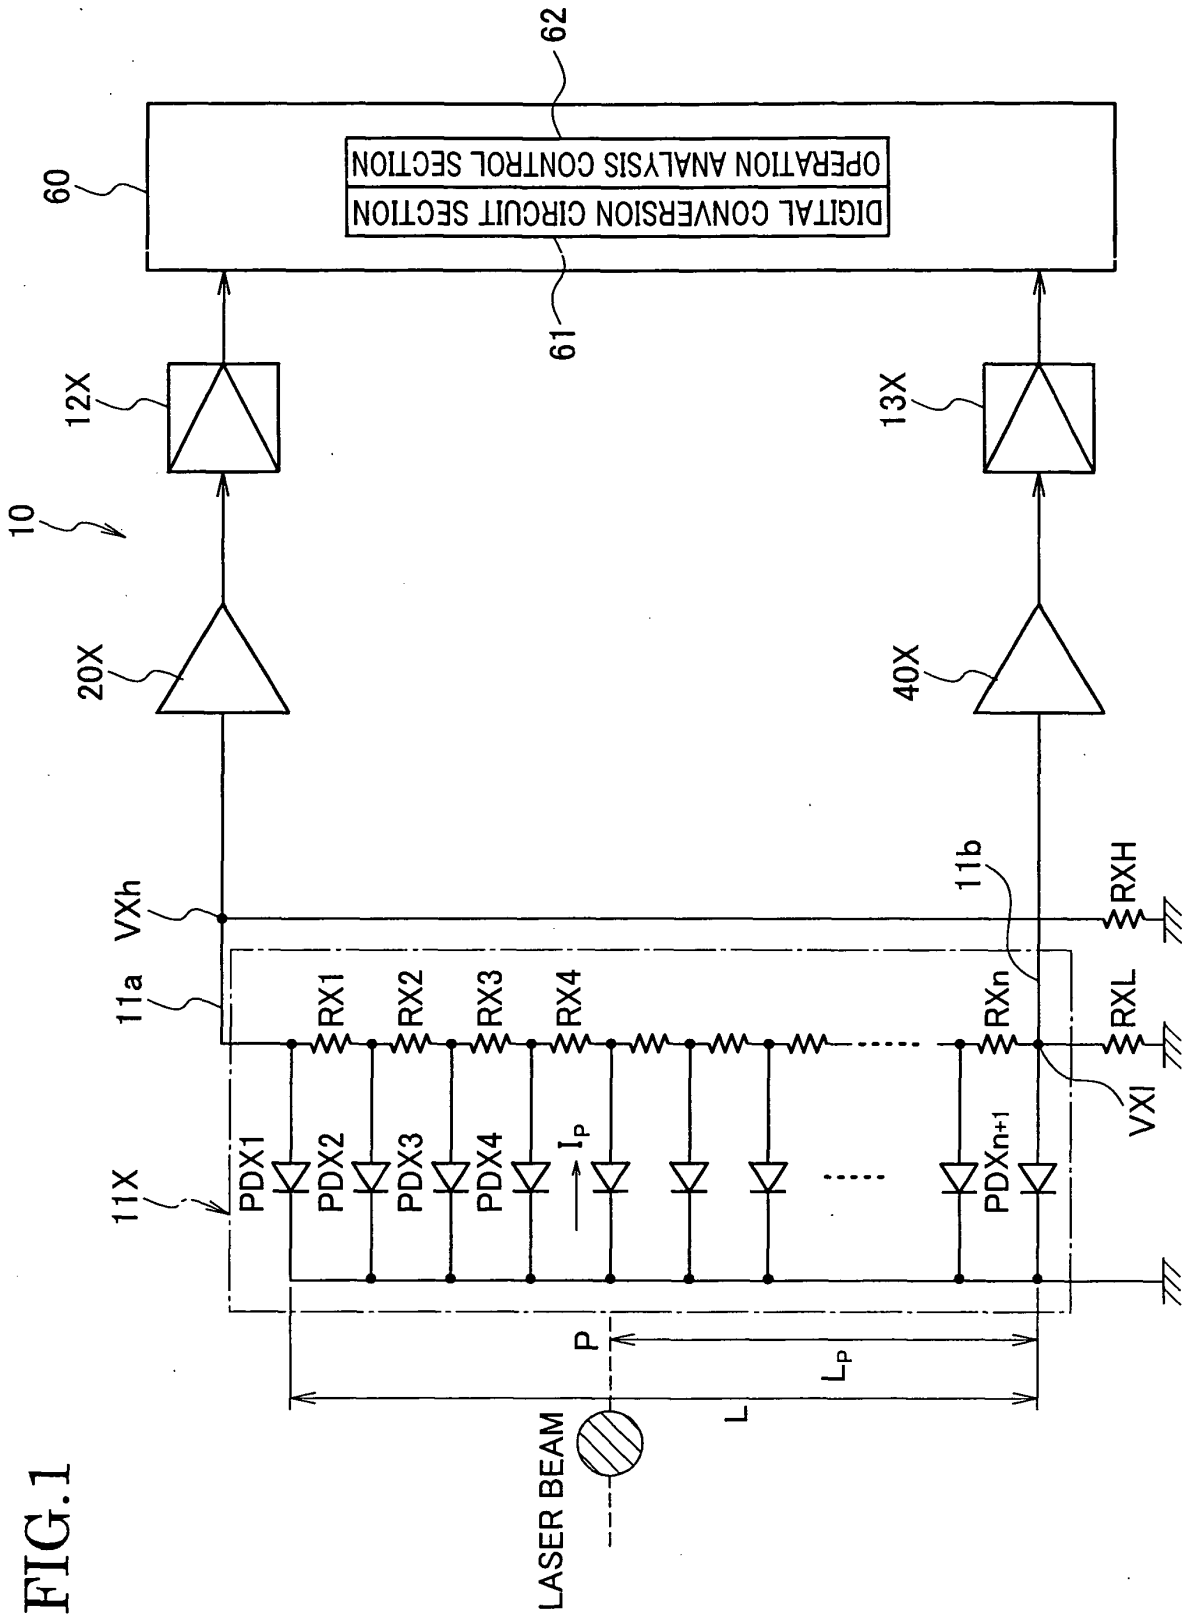 FIG.1
10
11X
11a
VXh
20X
12X
60
62
OPERATION ANALYSIS CONTROL SECTION
DIGITAL CONVERSION CIRCUIT SECTION
61
13X
40X
11b
RXH
RXL
VXl
RX1
RX2
RX3
RX4
RXn
PDX1
PDX2
PDX3
PDX4
PDXn+1
IP
P
LP
L
LASER BEAM